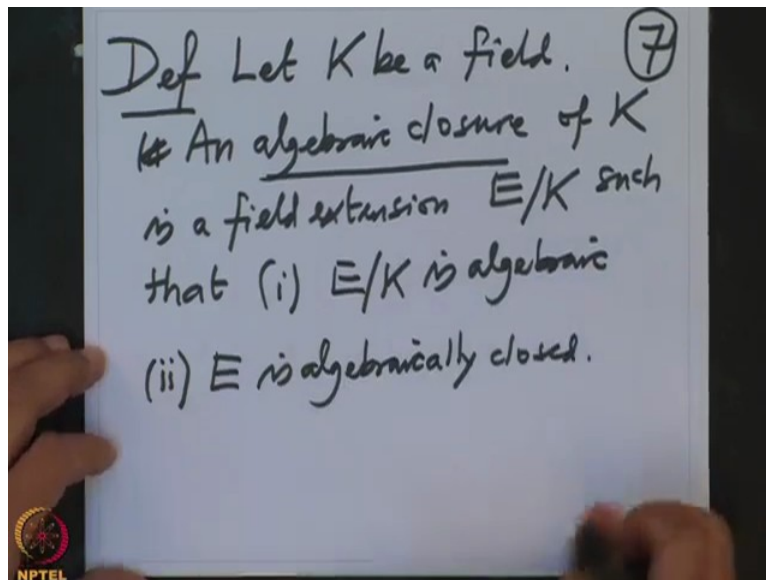 Def Let K be a field. 7
An algebraic closure of K
is a field extension E/K such
that (i) E/K is algebraic
(ii) E is algebraically closed.
NPTEL